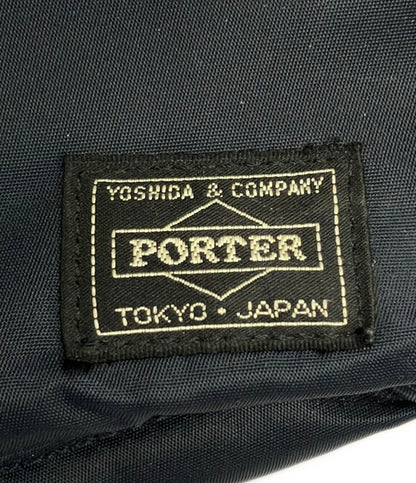 YOSHIDA & COMPANY
PORTER
TOKYO • JAPAN